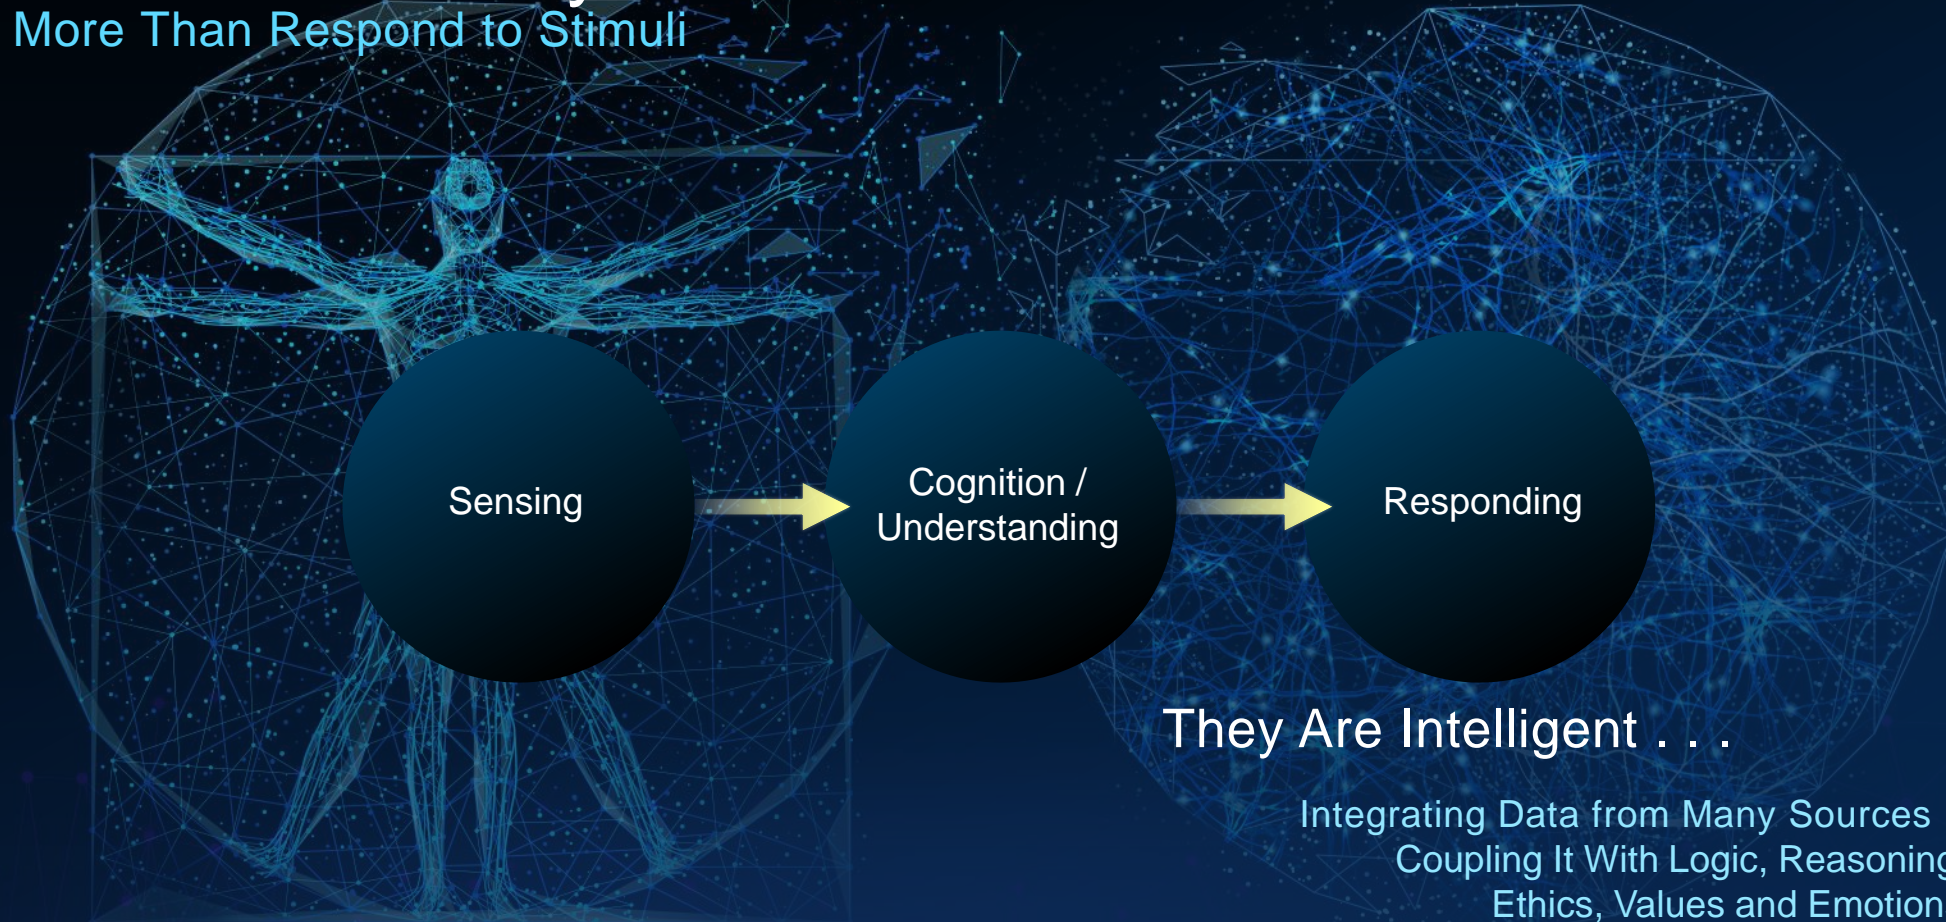 More Than Respond to Stimuli
Sensing
Cognition /
Understanding
Responding
They Are Intelligent . . .
Integrating Data from Many Sources
Coupling It With Logic, Reasoning
Ethics, Values and Emotion